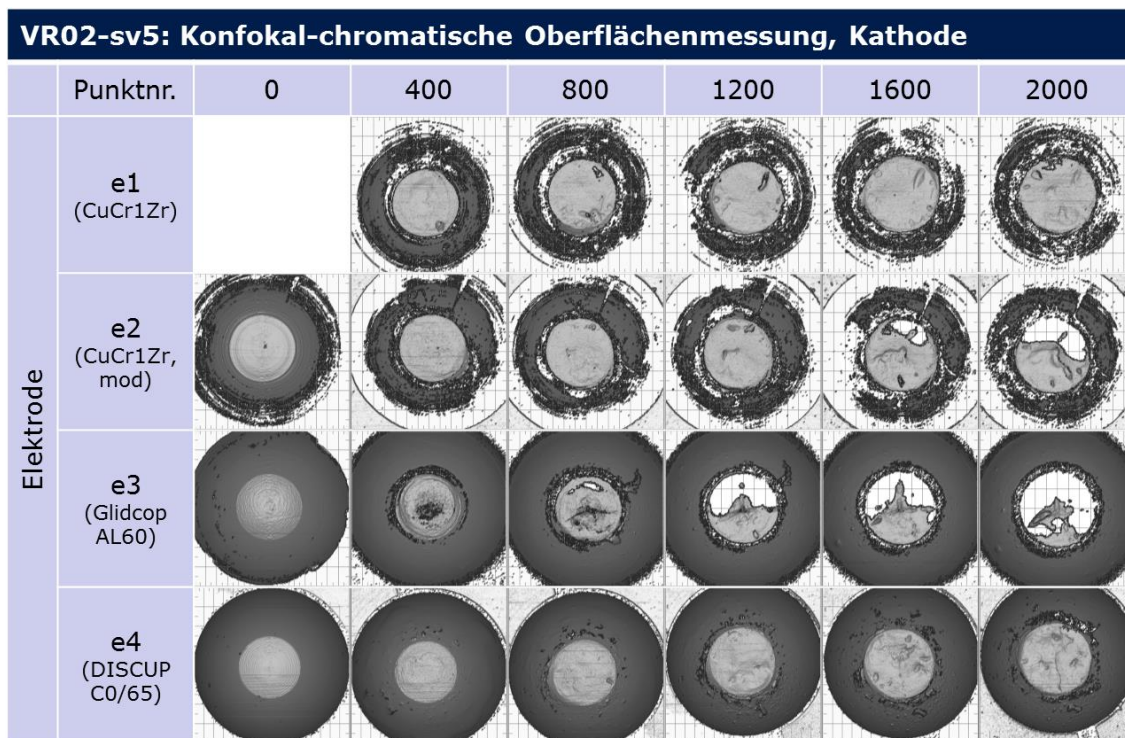 VR02-sv5: Konfokal-chromatische Oberflächenmessung, Kathode
Punktnr. 0 400 800 1200 1600 2000
Elektrode
e1
(CuCr1Zr)
e2
(CuCr1Zr,
mod)
e3
(Glidcop
AL60)
e4
(DISCUP
C0/65)